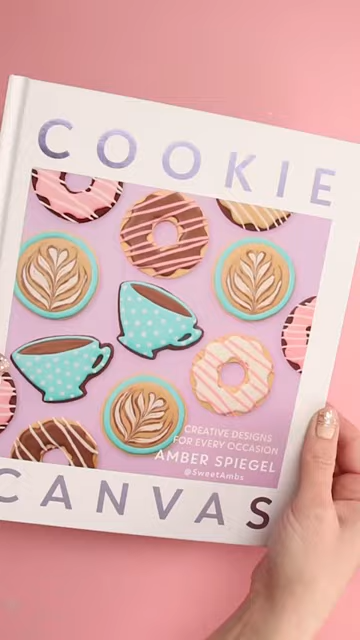 COOKIE
CREATIVE DESIGNS
FOR EVERY OCCASION
AMBER SPIEGEL
@SweetAmbs
CANVAS